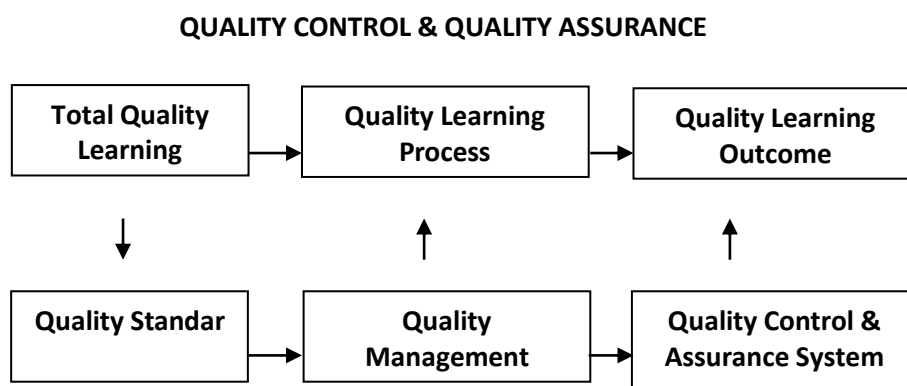 QUALITY CONTROL & QUALITY ASSURANCE
Total Quality
Learning
Quality Learning
Process
Quality Learning
Outcome
Quality Standar
Quality
Management
Quality Control &
Assurance System